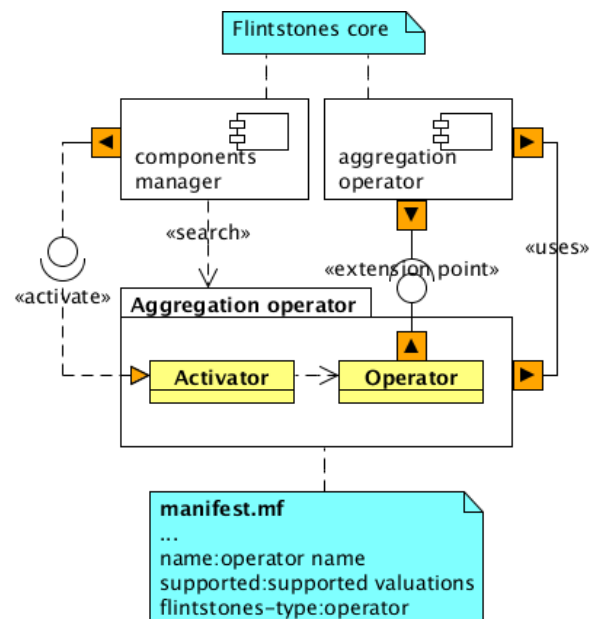 Flintstones core
components
manager
aggregation
operator
«search»
«uses»
«extension point»
«activate»
Aggregation operator
Activator
Operator
manifest.mf
...
name:operator name
supported:supported valuations
flintstones-type:operator